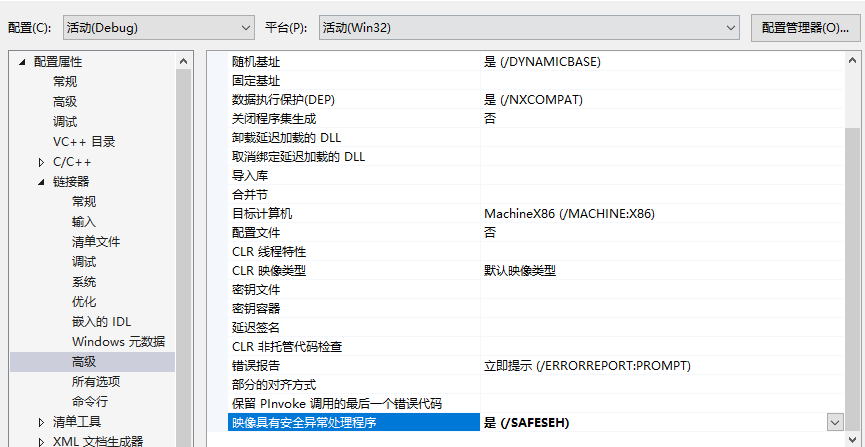 配置(C): 活动(Debug) 平台(P): 活动(Win32) 配置管理器(O)...
配置属性
常规
高级
调试
VC++ 目录
C/C++
链接器
常规
输入
清单文件
调试
系统
优化
嵌入的 IDL
Windows 元数据
高级
所有选项
命令行
清单工具
XML 文档生成器
随机基址 是 (/DYNAMICBASE)
固定基址
数据执行保护(DEP) 是 (/NXCOMPAT)
关闭程序集生成 否
卸载延迟加载的 DLL
取消绑定延迟加载的 DLL
导入库
合并节
目标计算机 MachineX86 (/MACHINE:X86)
配置文件 否
CLR 线程特性
CLR 映像类型 默认映像类型
密钥文件
密钥容器
延迟签名
CLR 非托管代码检查
错误报告 立即提示 (/ERRORREPORT:PROMPT)
部分的对齐方式
保留 PInvoke 调用的最后一个错误代码
映像具有安全异常处理程序 是 (/SAFESEH)